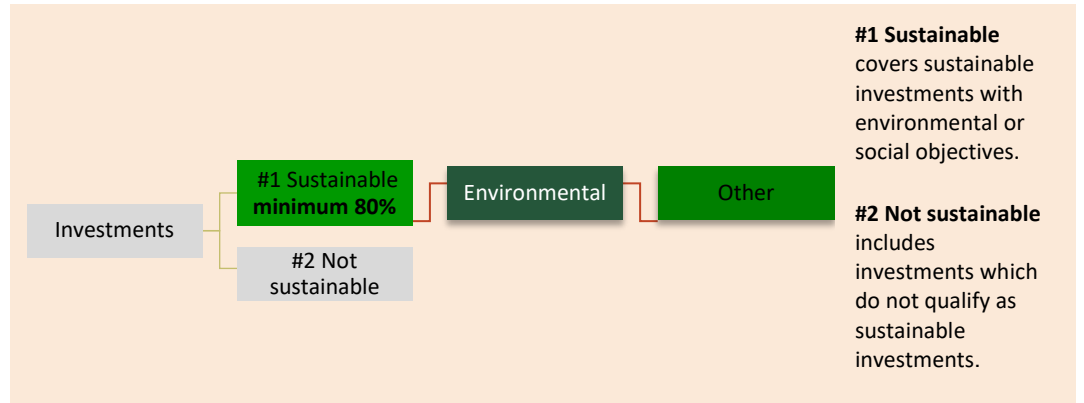 Investments
#1 Sustainable
minimum 80%
#2 Not
sustainable
Environmental
Other
#1 Sustainable
covers sustainable
investments with
environmental or
social objectives.
#2 Not sustainable
includes
investments which
do not qualify as
sustainable
investments.